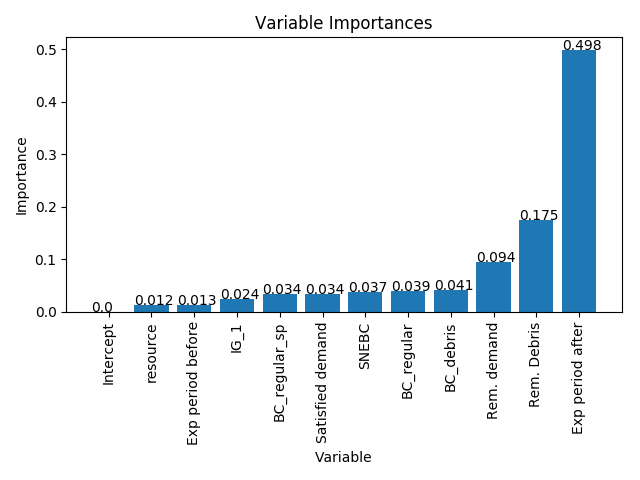 Variable Importances
Importance
0.5
0.4
0.3
0.2
0.1
0.0
0.0
0.012
0.013
0.024
0.034
0.034
0.037
0.039
0.041
0.094
0.175
0.498
Intercept
resource
Exp period before
IG_1
BC_regular_sp
Satisfied demand
SNEBC
BC_regular
BC_debris
Rem. demand
Rem. Debris
Exp period after
Variable